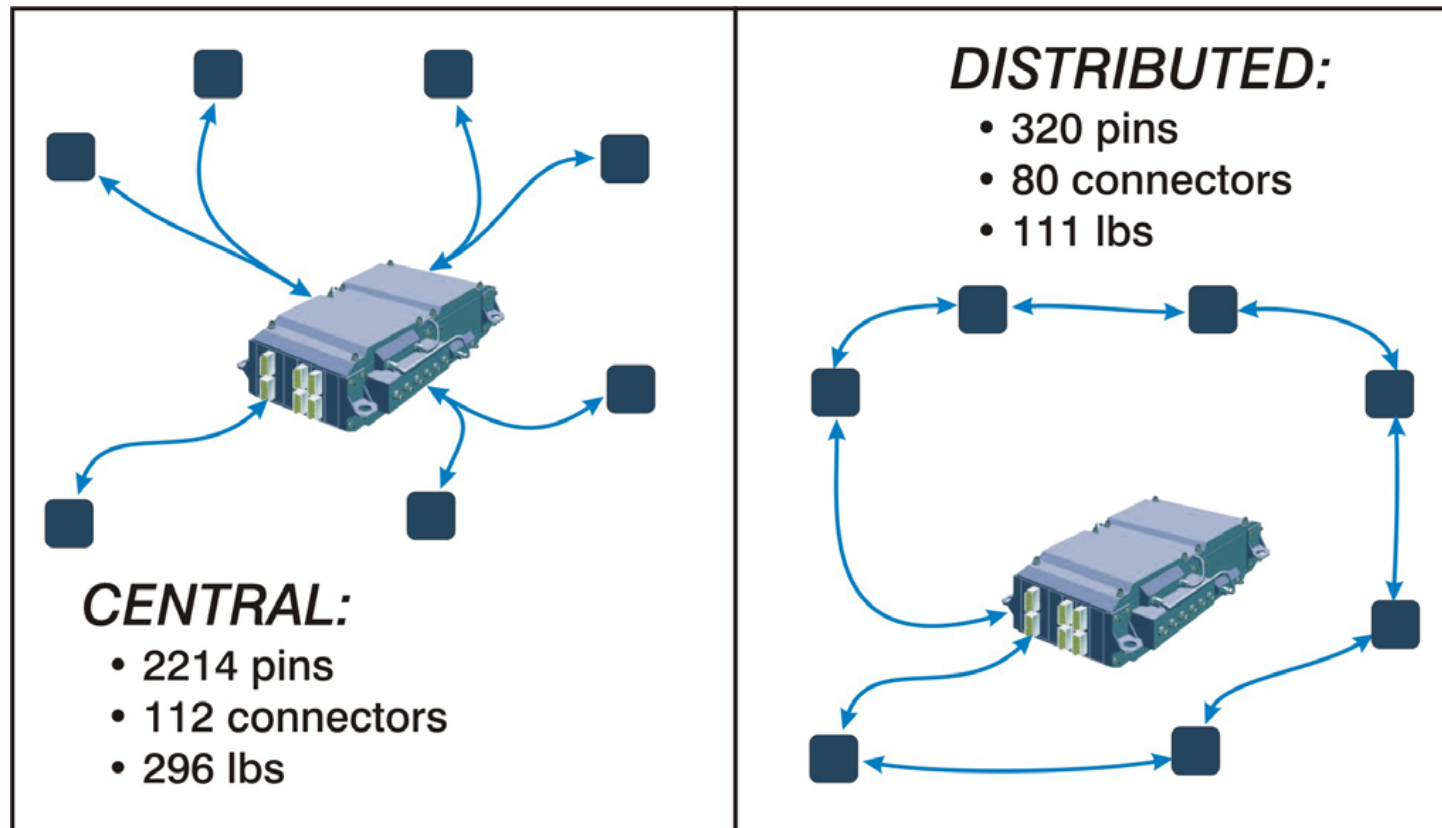 CENTRAL:
• 2214 pins
• 112 connectors
• 296 lbs
DISTRIBUTED:
• 320 pins
• 80 connectors
• 111 lbs